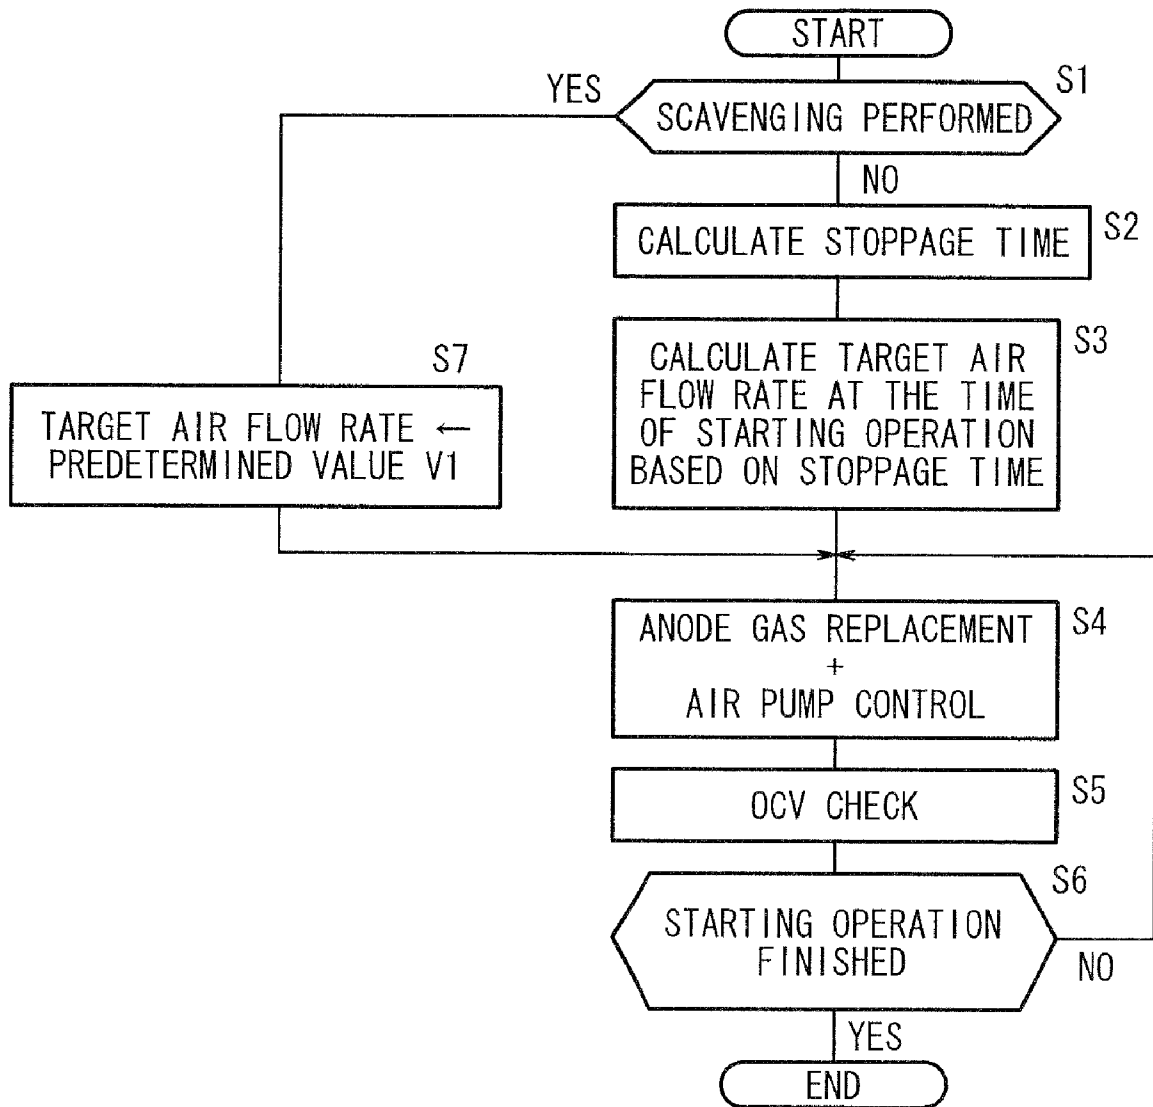 START
YES
S1
SCAVENGING PERFORMED
NO
S2
CALCULATE STOPPAGE TIME
S3
CALCULATE TARGET AIR
FLOW RATE AT THE TIME
OF STARTING OPERATION
BASED ON STOPPAGE TIME
S7
TARGET AIR FLOW RATE ←
PREDETERMINED VALUE V1
S4
ANODE GAS REPLACEMENT
+
AIR PUMP CONTROL
S5
OCV CHECK
S6
STARTING OPERATION
FINISHED
NO
YES
END